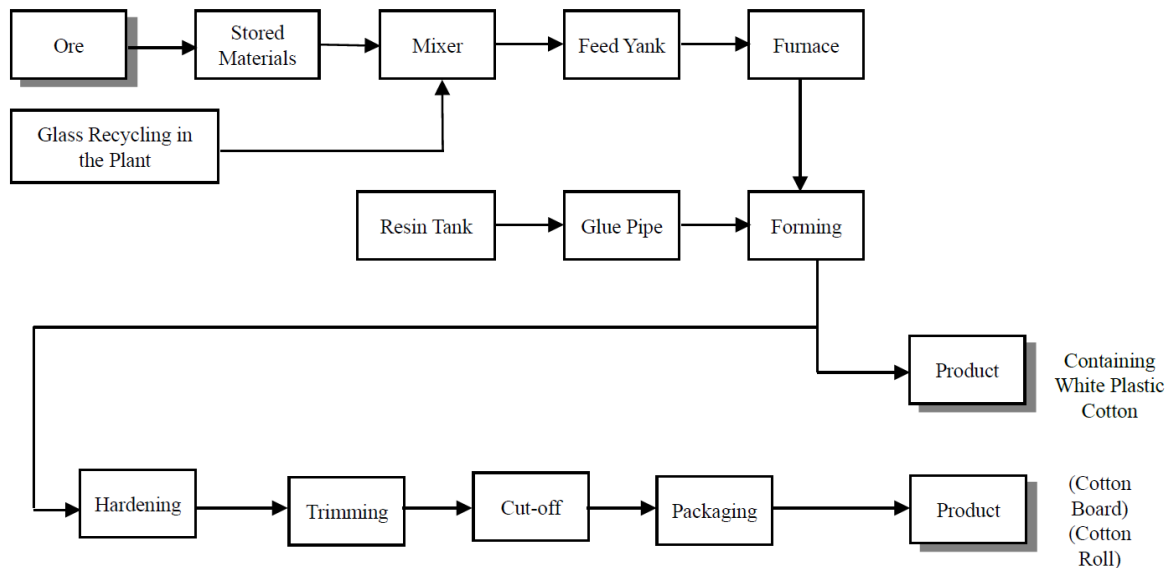 Ore
Stored
Materials
Mixer
Feed Yank
Furnace
Glass Recycling in
the Plant
Resin Tank
Glue Pipe
Forming
Product
Containing
White Plastic
Cotton
Hardening
Trimming
Cut-off
Packaging
Product
(Cotton
Board)
(Cotton
Roll)